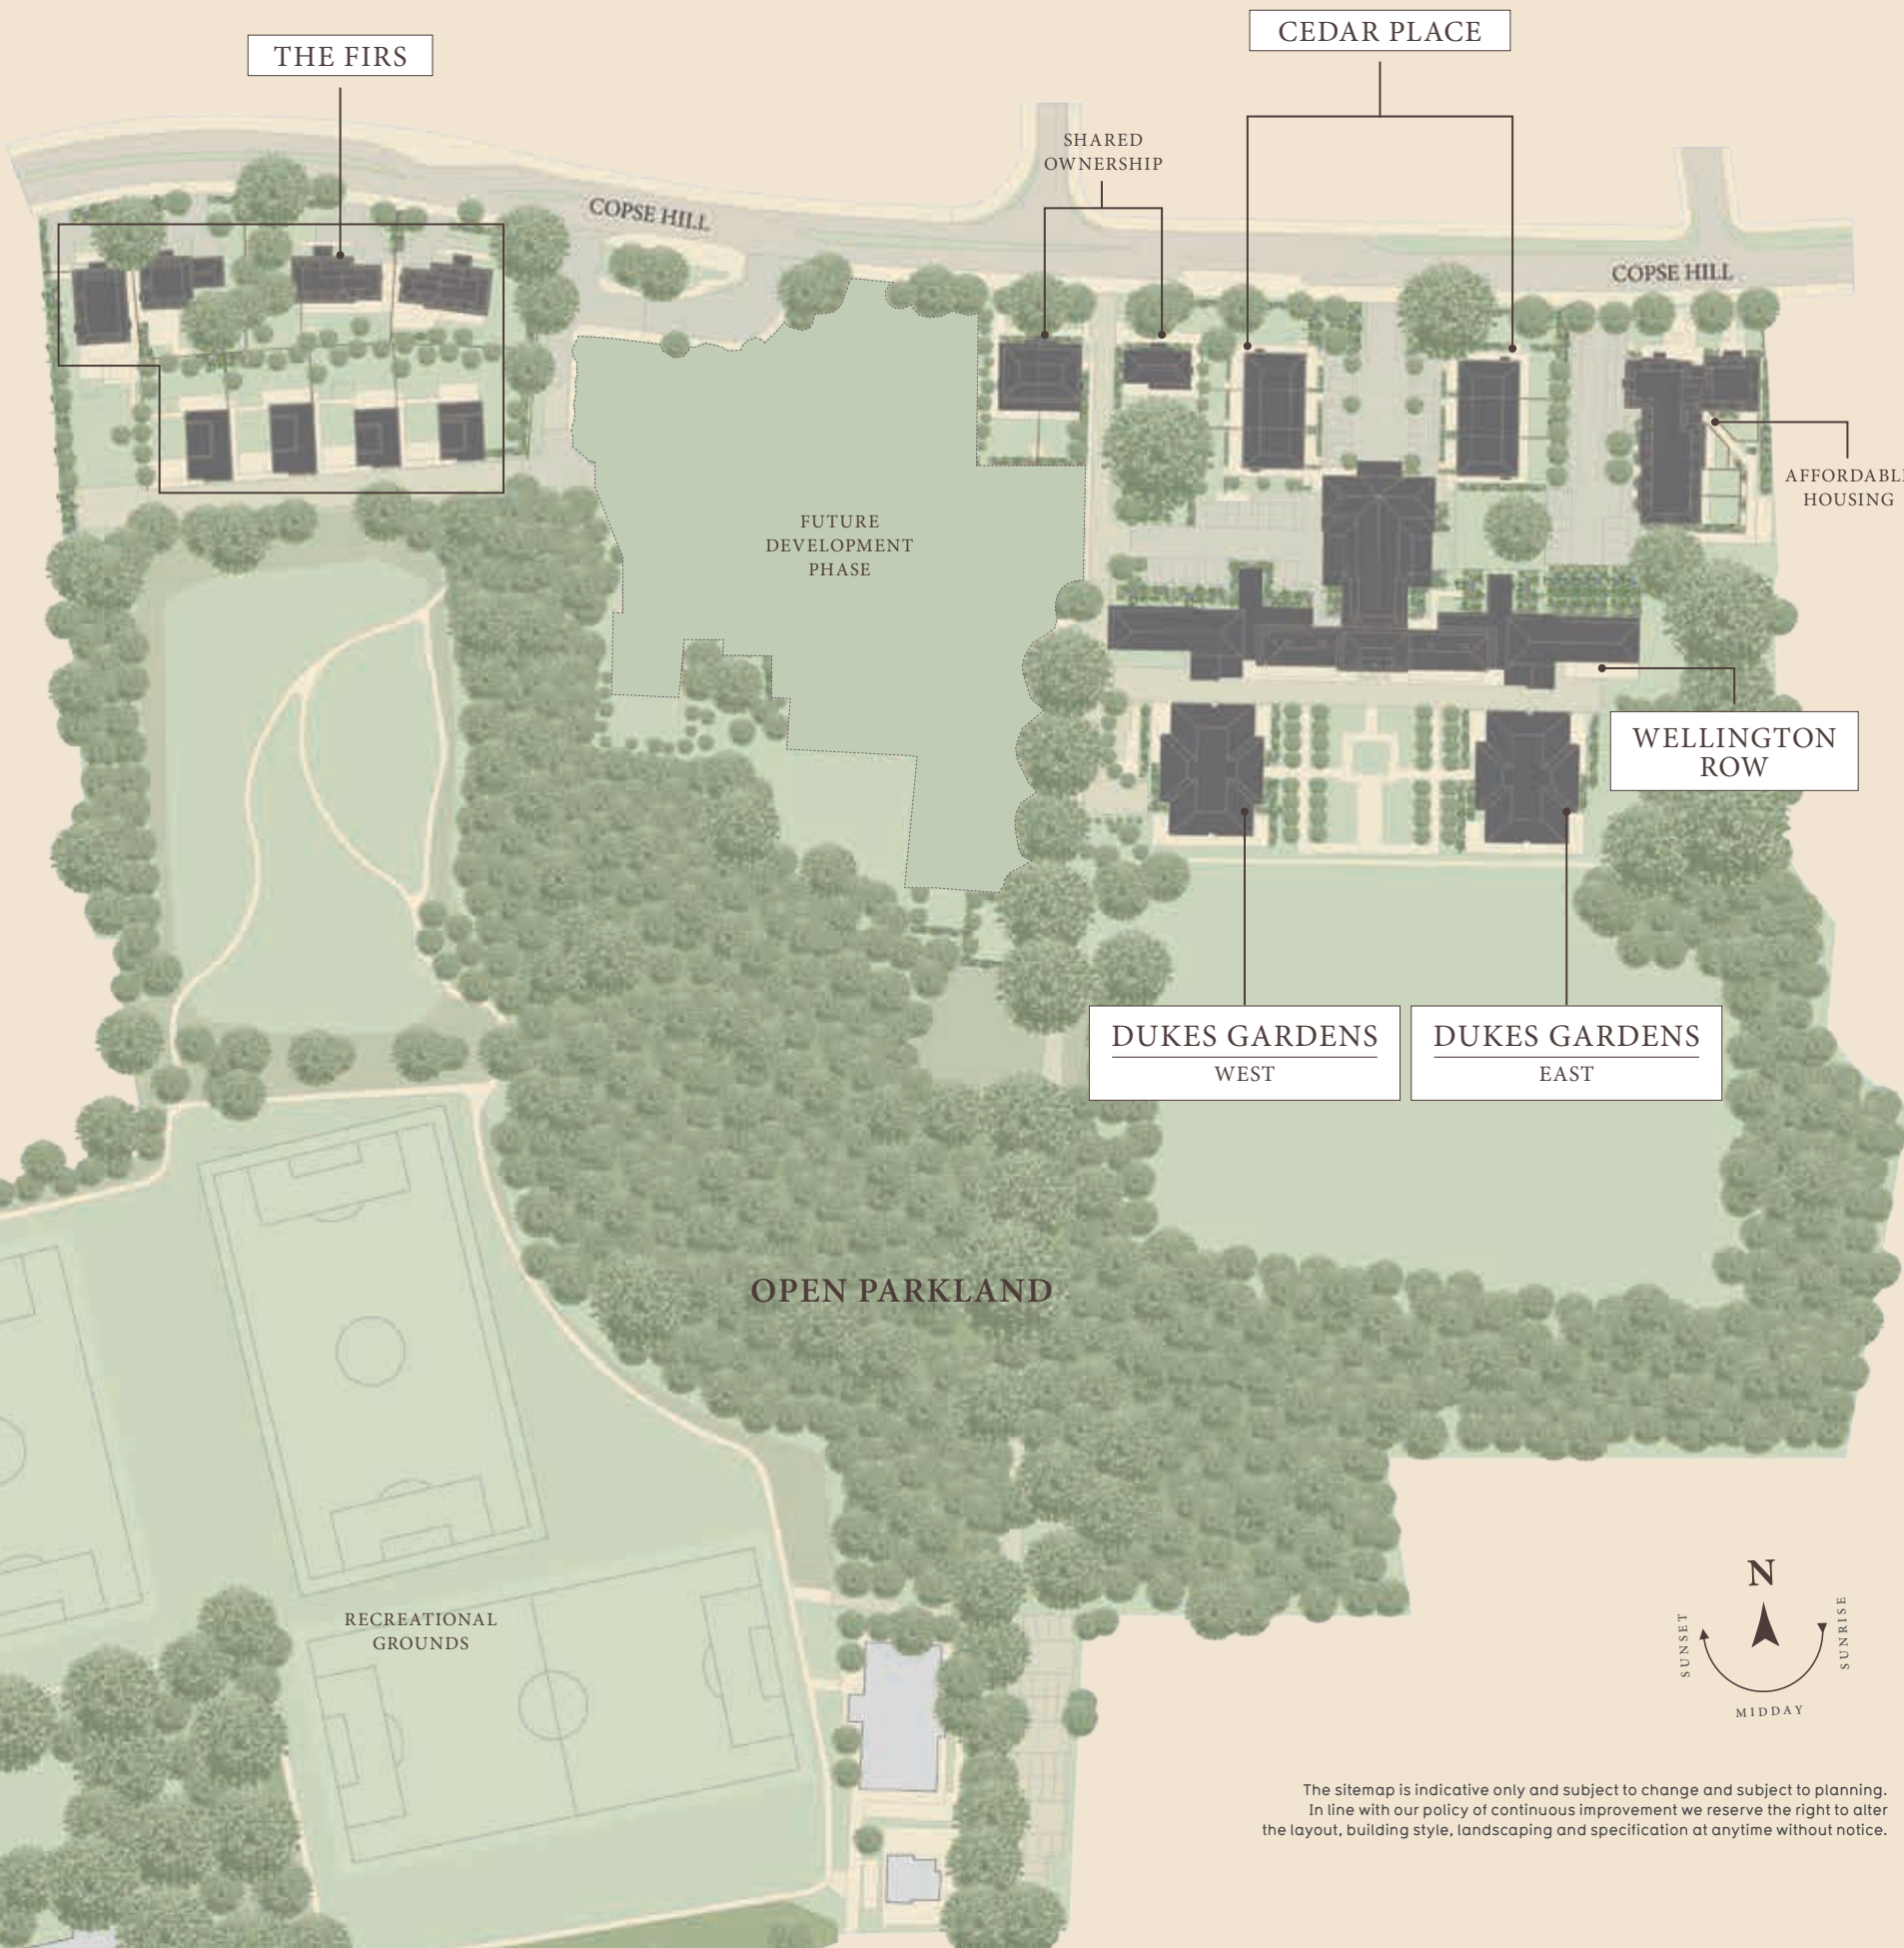 CEDAR PLACE
THE FIRS
SHARED
OWNERSHIP
COPSE HILL
COPSE HILL
AFFORDABL
HOUSING
FUTURE
DEVELOPMENT
PHASE
WELLINGTON
ROW
DUKES GARDENS
WEST
DUKES GARDENS
EAST
OPEN PARKLAND
RECREATIONAL
GROUNDS
N
SUNSET
SUNRISE
MIDDAY
The sitemap is indicative only and subject to change and subject to planning.
In line with our policy of continuous improvement we reserve the right to alter
the layout, building style, landscaping and specification at anytime without notice.